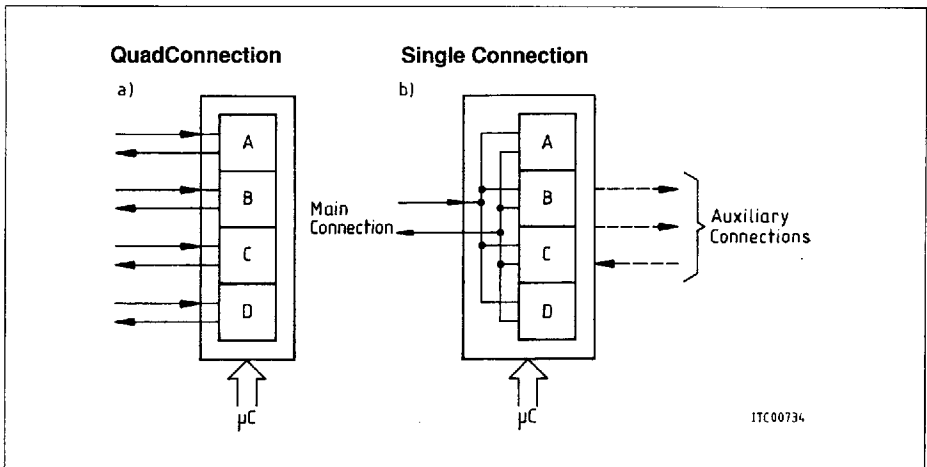 QuadConnection
Single Connection
a)
b)
A
B
C
D
Main
Connection
A
B
C
D
Auxiliary
Connections
µC
µC
ITC00734